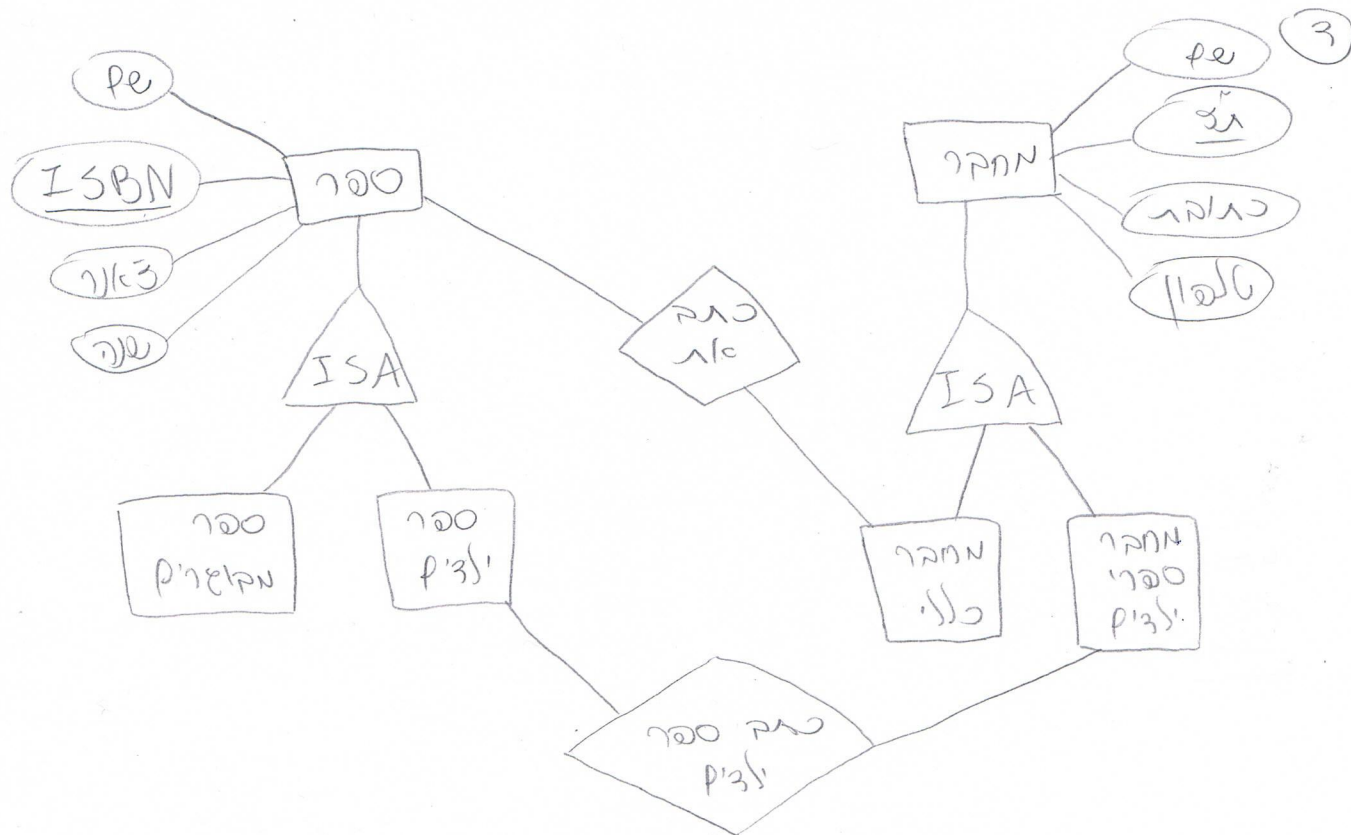 ד
שם
ת"ז
כתובת
טלפון
מחבר
ISA
מחבר
כללי
מחבר
ספרי
ילדים
שם
ISBN
ז'אנר
שנה
ספר
ISA
ספר
מבוגרים
ספר
ילדים
כתב
את
כתב ספר
ילדים